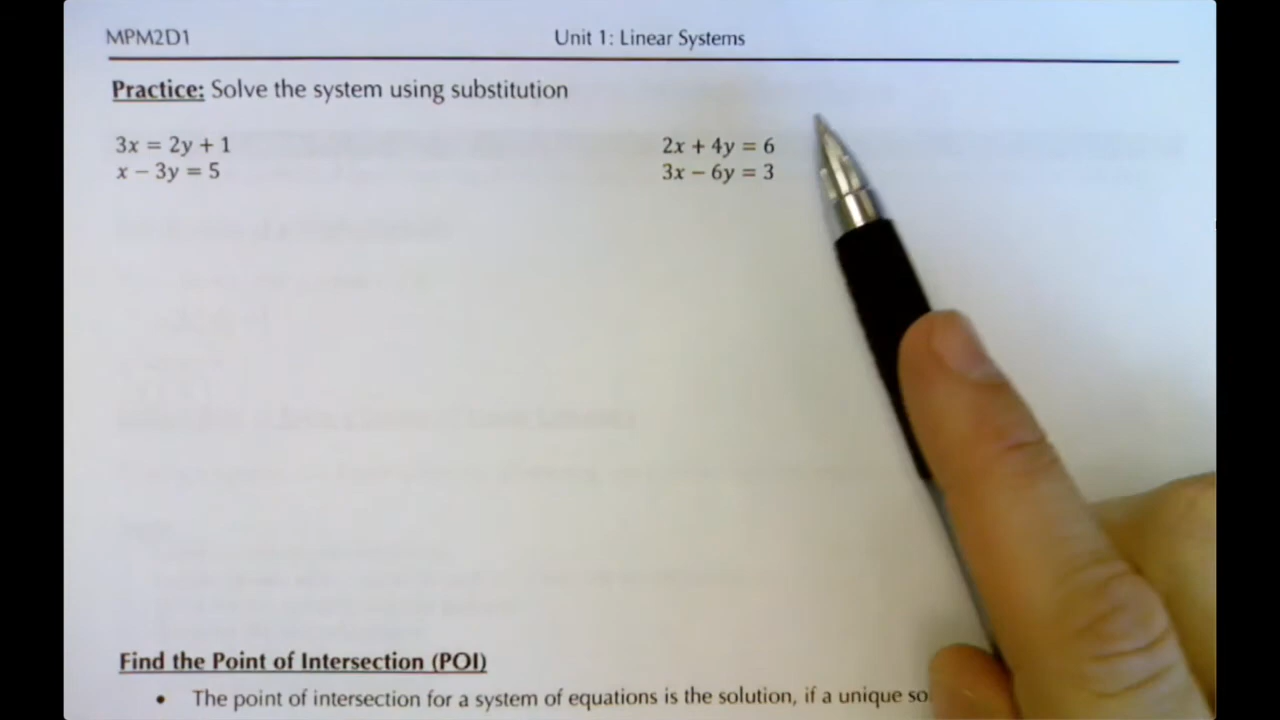 MPM2D1 Unit 1: Linear Systems
Practice: Solve the system using substitution
3x = 2y + 1 2x + 4y = 6
x − 3y = 5 3x − 6y = 3
Find the Point of Intersection (POI)
• The point of intersection for a system of equations is the solution, if a unique